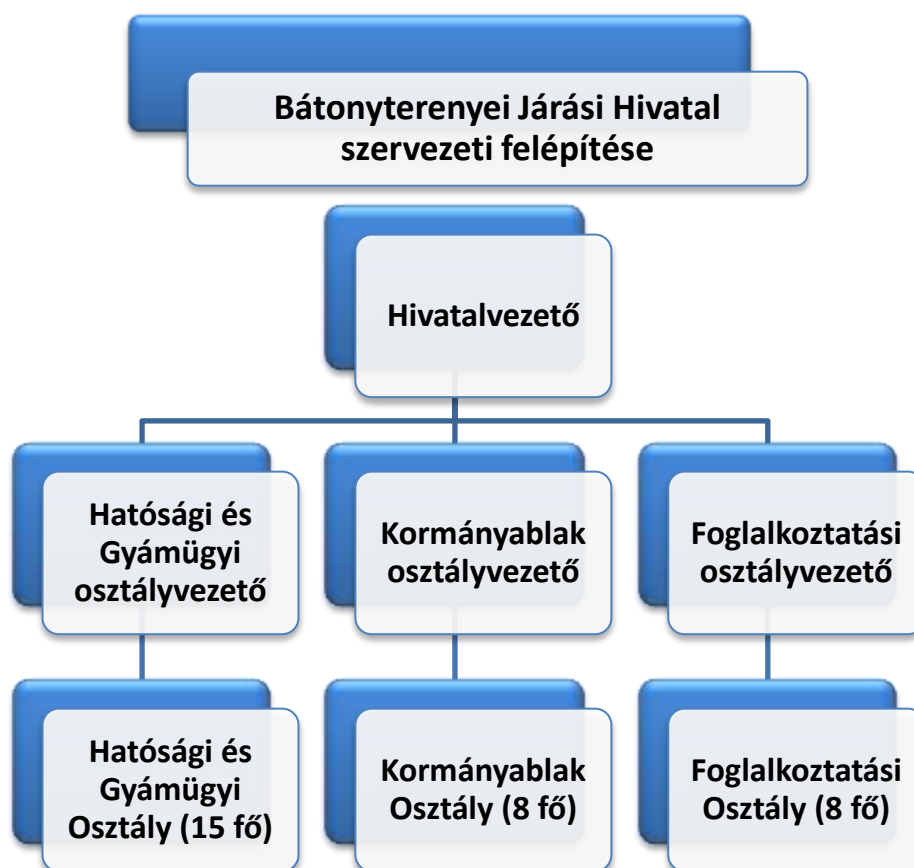 Bátonyterenyei Járási Hivatal
szervezeti felépítése
Hivatalvezető
Hatósági és
Gyámügyi
osztályvezető
Kormányablak
osztályvezető
Foglalkoztatási
osztályvezető
Hatósági és
Gyámügyi
Osztály (15 fő)
Kormányablak
Osztály (8 fő)
Foglalkoztatási
Osztály (8 fő)